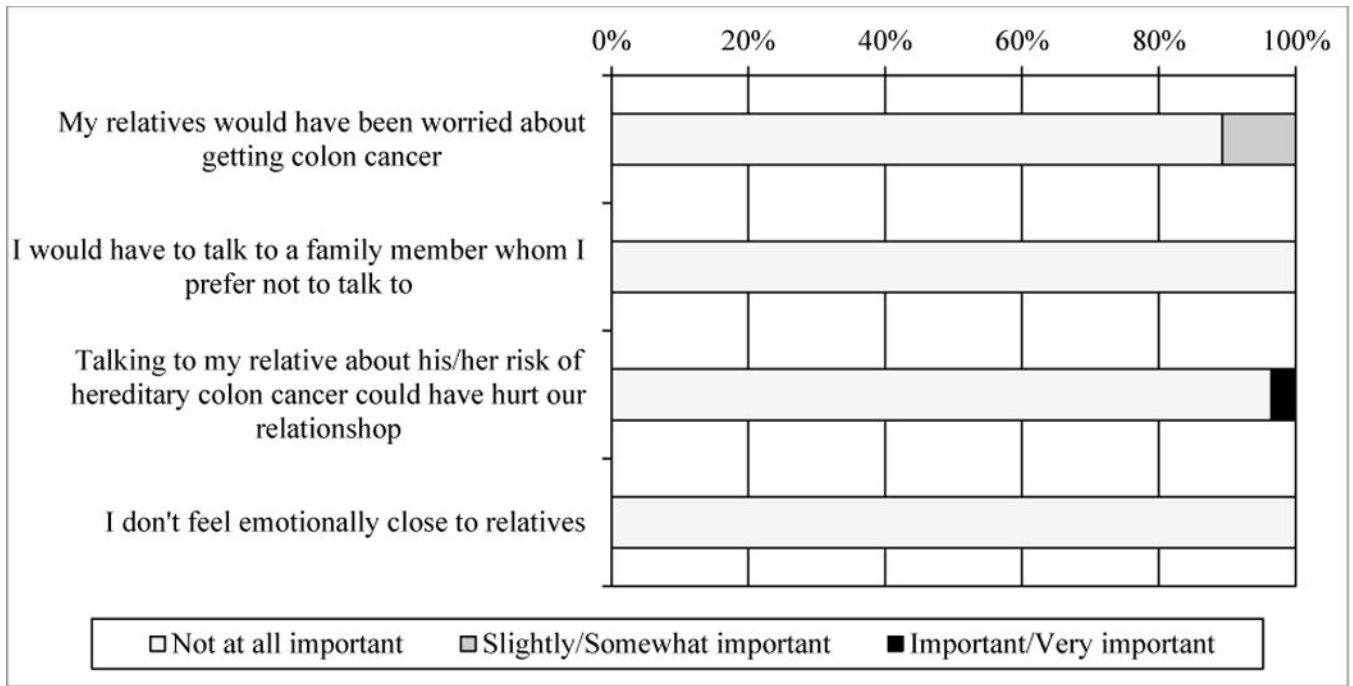 0% 20% 40% 60% 80% 100%
My relatives would have been worried about
getting colon cancer
I would have to talk to a family member whom I
prefer not to talk to
Talking to my relative about his/her risk of
hereditary colon cancer could have hurt our
relationshop
I don't feel emotionally close to relatives
Not at all important Slightly/Somewhat important Important/Very important